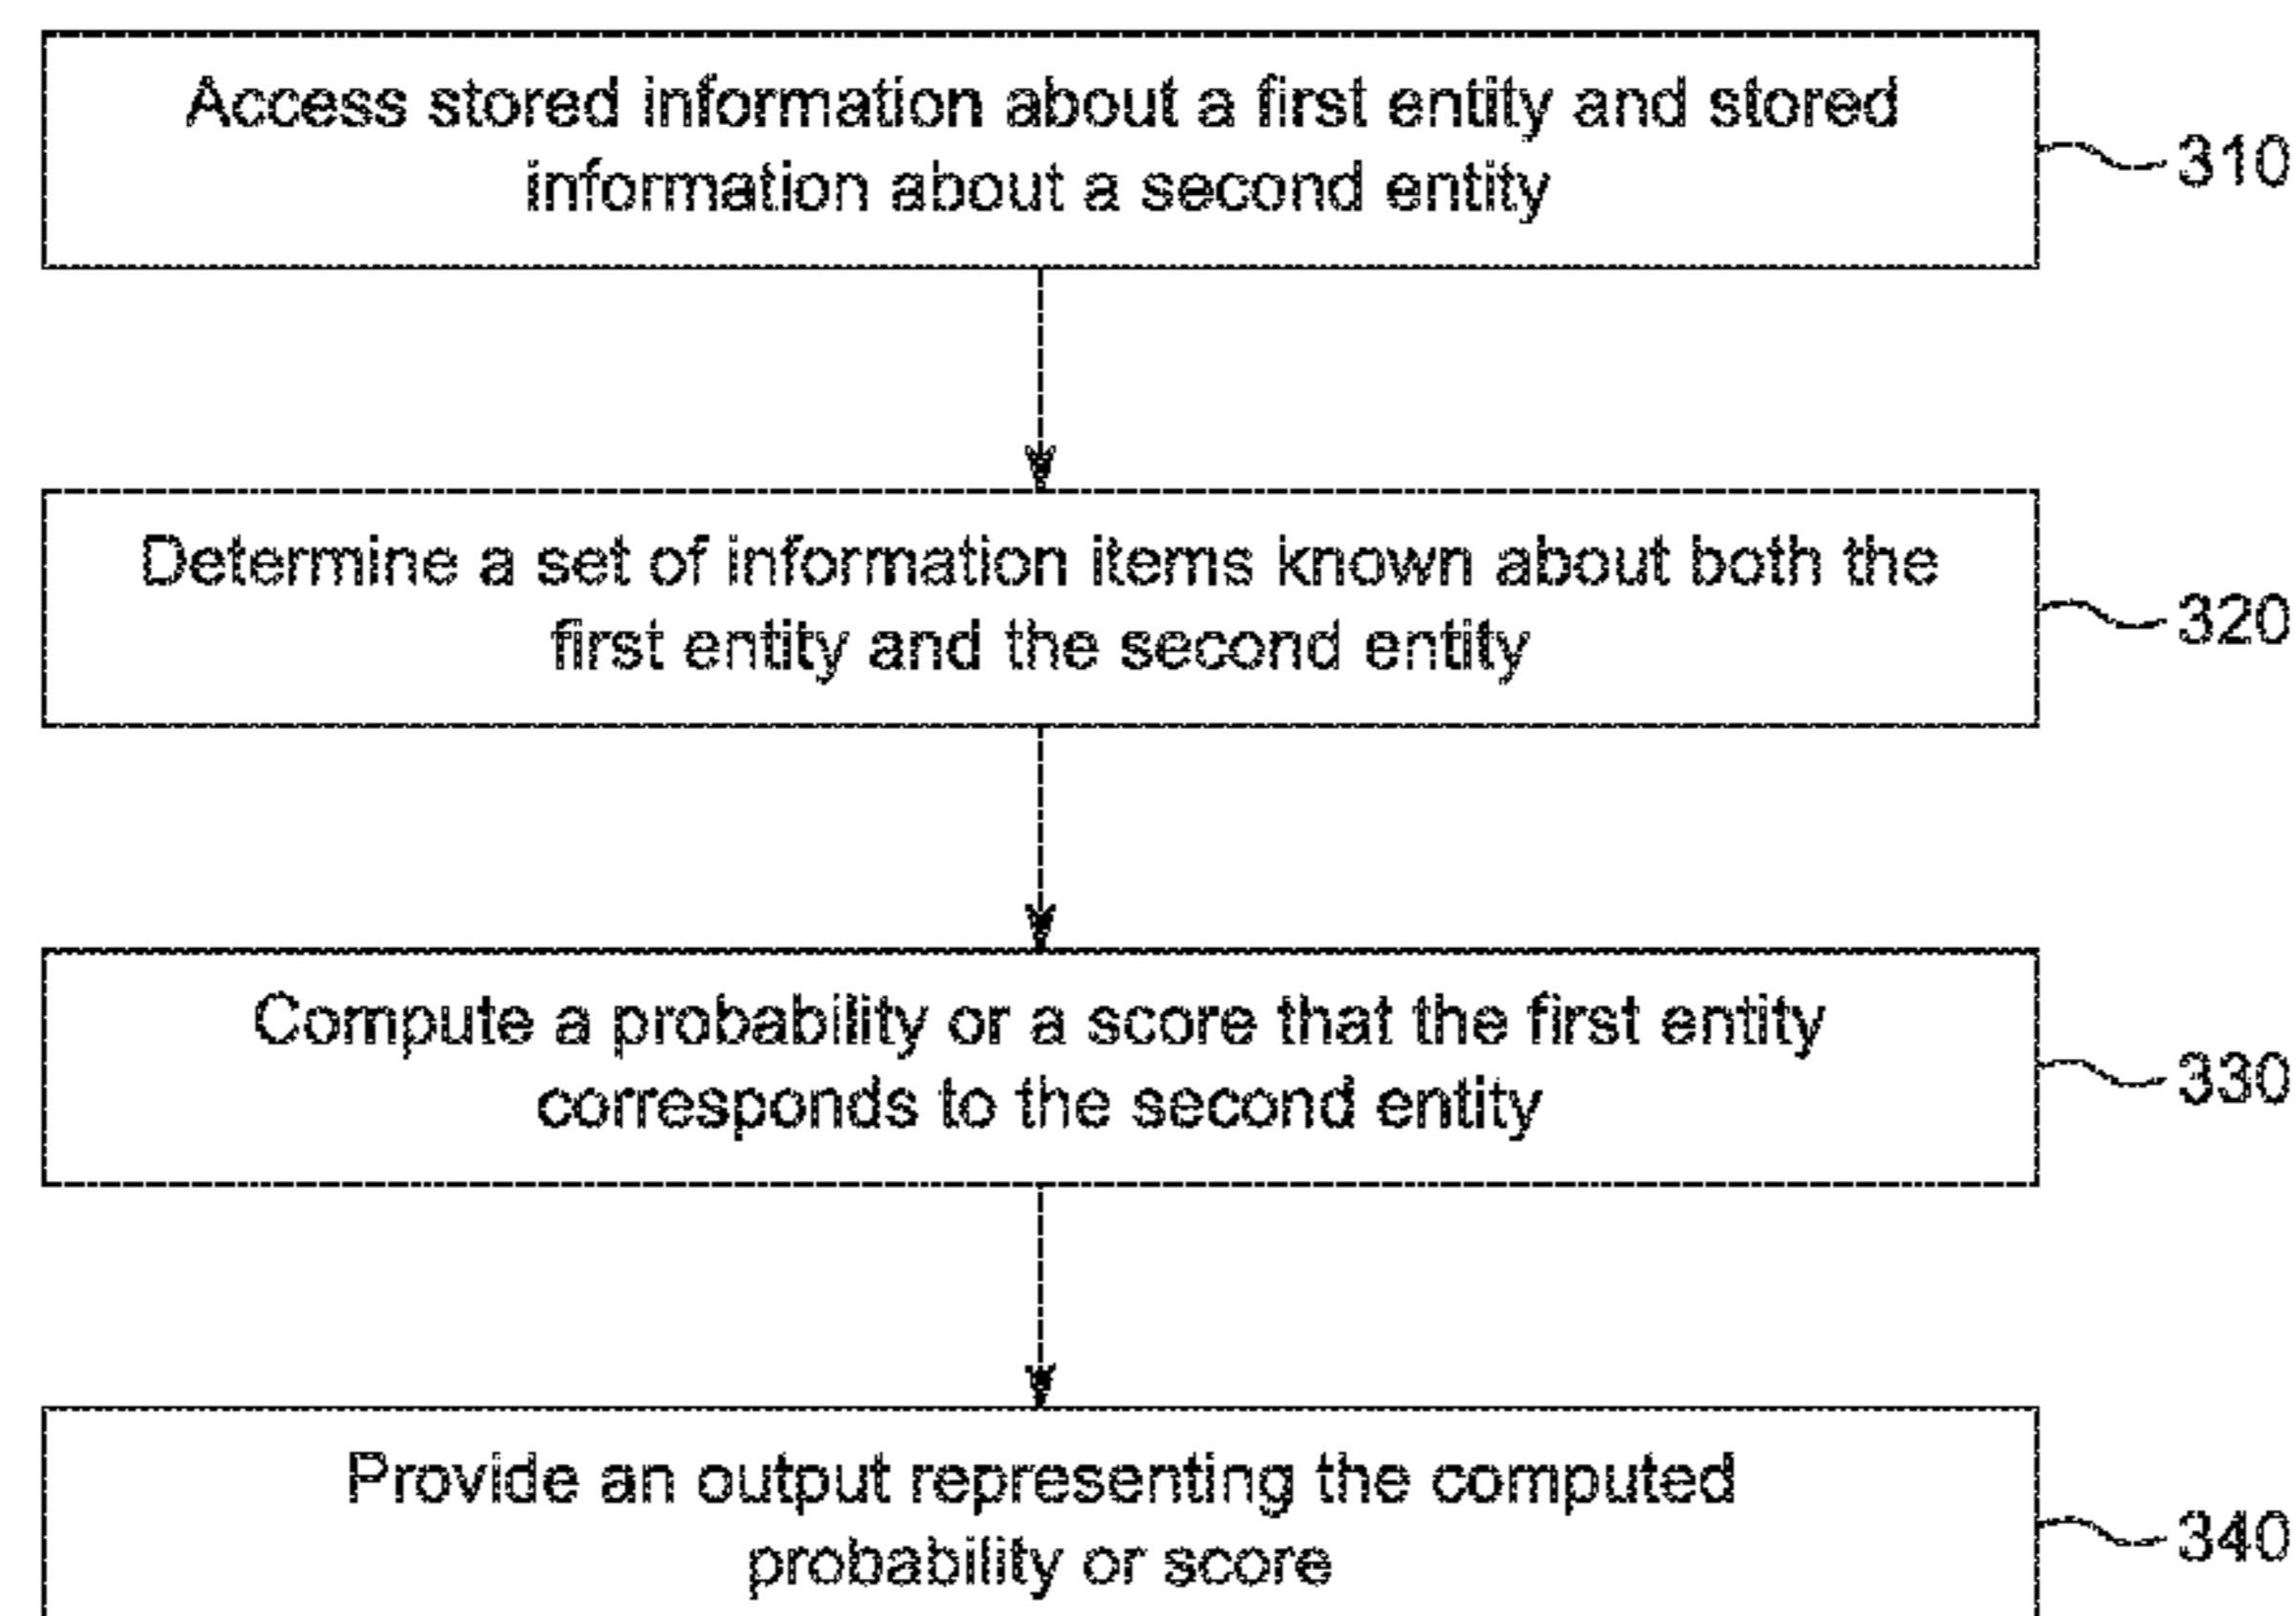 Access stored information about a first entity and stored
information about a second entity
310
Determine a set of information items known about both the
first entity and the second entity
320
Compute a probability or a score that the first entity
corresponds to the second entity
330
Provide an output representing the computed
probability or score
340